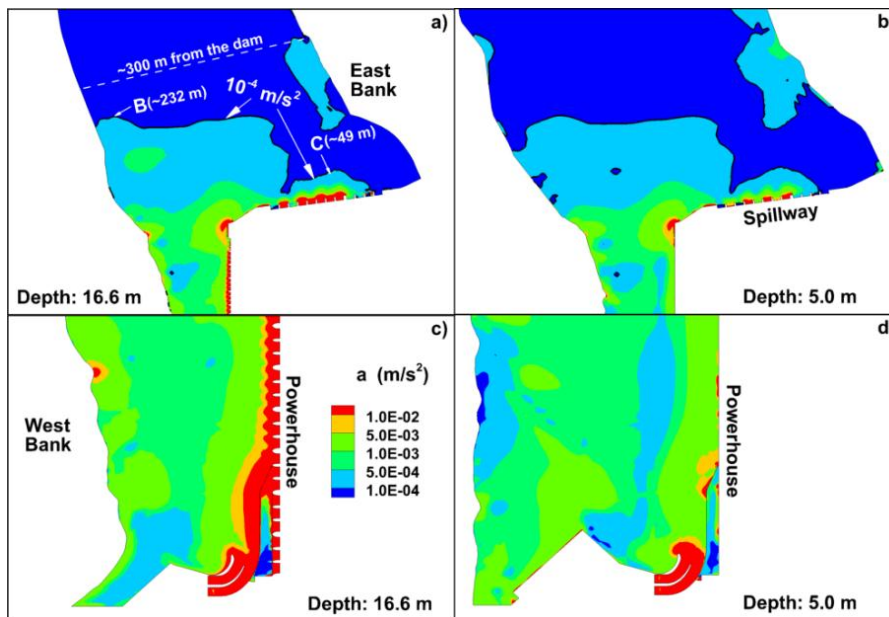 a)
~300 m from the dam
East
Bank
B(~232 m)
10⁻⁴ m/s²
C(~49 m)
Depth: 16.6 m
b)
Spillway
Depth: 5.0 m
c)
West
Bank
Powerhouse
a (m/s²)
1.0E-02
5.0E-03
1.0E-03
5.0E-04
1.0E-04
Depth: 16.6 m
d)
Powerhouse
Depth: 5.0 m